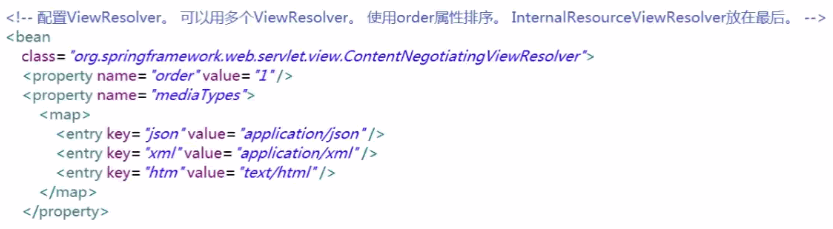 <!-- 配置ViewResolver。 可以用多个ViewResolver。 使用order属性排序。 InternalResourceViewResolver放在最后。 -->
<bean
class="org.springframework.web.servlet.view.ContentNegotiatingViewResolver">
<property name="order" value="1" />
<property name="mediaTypes">
<map>
<entry key="json" value="application/json" />
<entry key="xml" value="application/xml" />
<entry key="htm" value="text/html" />
</map>
</property>